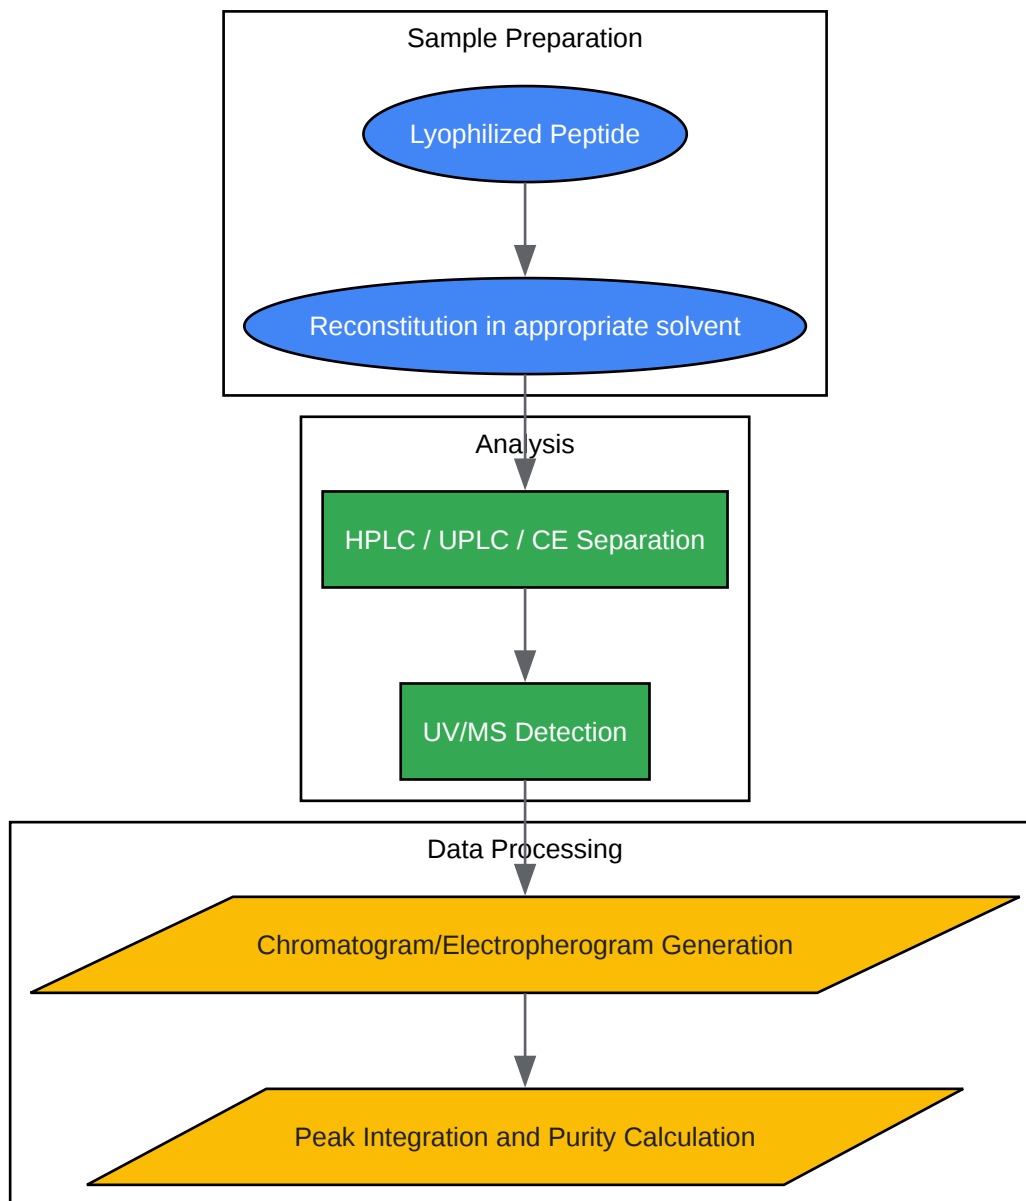 Sample Preparation
Lyophilized Peptide
Reconstitution in appropriate solvent
Analysis
HPLC / UPLC / CE Separation
UV/MS Detection
Data Processing
Chromatogram/Electropherogram Generation
Peak Integration and Purity Calculation